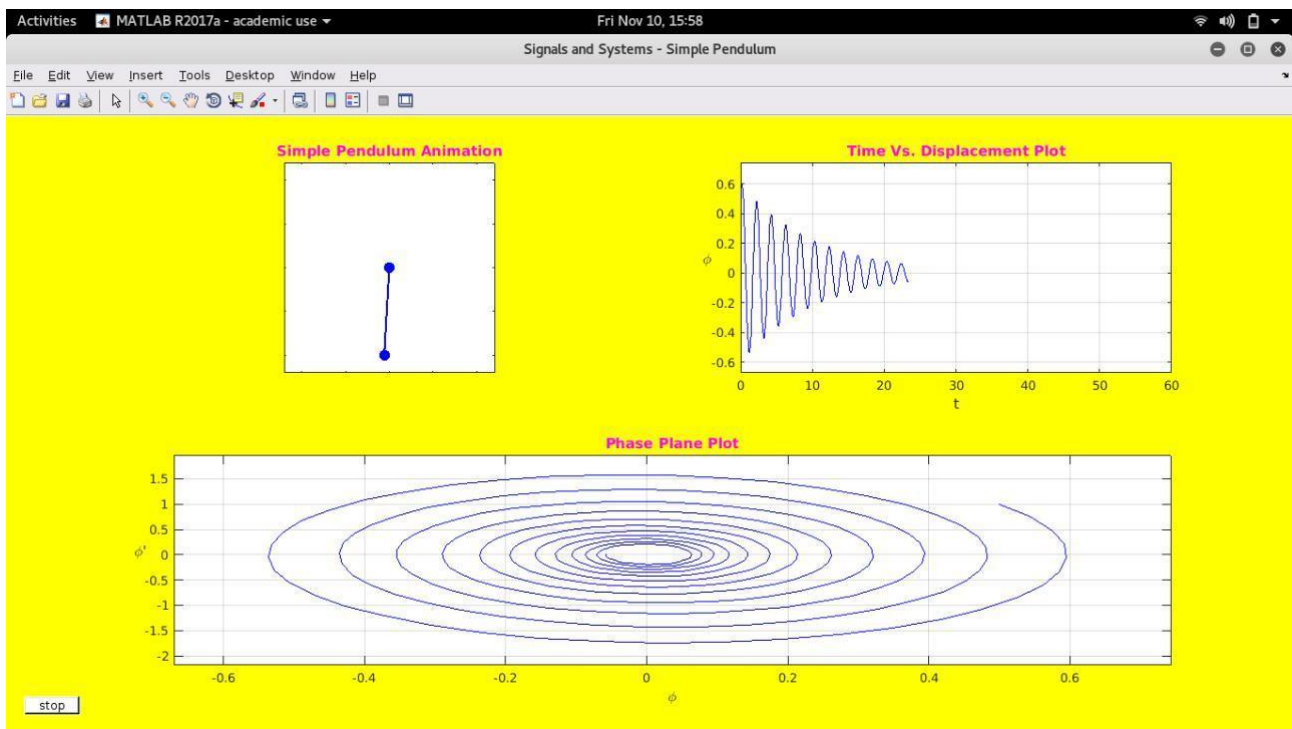 Activities MATLAB R2017a - academic use Fri Nov 10, 15:58
Signals and Systems - Simple Pendulum
File Edit View Insert Tools Desktop Window Help
Simple Pendulum Animation
Time Vs. Displacement Plot
0.6
0.4
0.2
0
-0.2
-0.4
-0.6
ϕ
0 10 20 30 40 50 60
t
Phase Plane Plot
1.5
1
0.5
0
-0.5
-1
-1.5
-2
ϕ'
-0.6 -0.4 -0.2 0 0.2 0.4 0.6
ϕ
stop